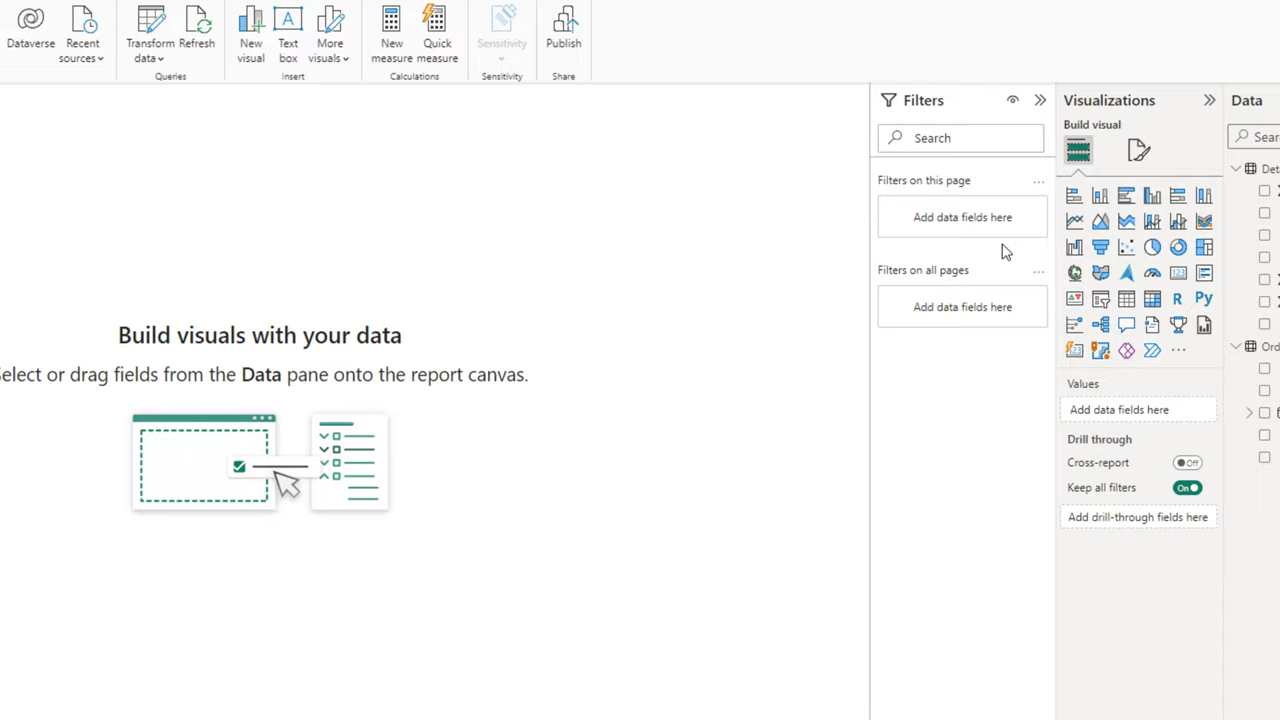 Dataverse
Recent
sources
Transform
data
Refresh
Queries
New
visual
Text
box
More
visuals
Insert
New
measure
Quick
measure
Calculations
Sensitivity
Sensitivity
Publish
Share
Filters
Search
Filters on this page
...
Add data fields here
Filters on all pages
...
Add data fields here
Visualizations
Build visual
R
Py
123
...
Values
Add data fields here
Drill through
Cross-report
Off
Keep all filters
On
Add drill-through fields here
Data
Sear
Det
Ord
Build visuals with your data
elect or drag fields from the Data pane onto the report canvas.